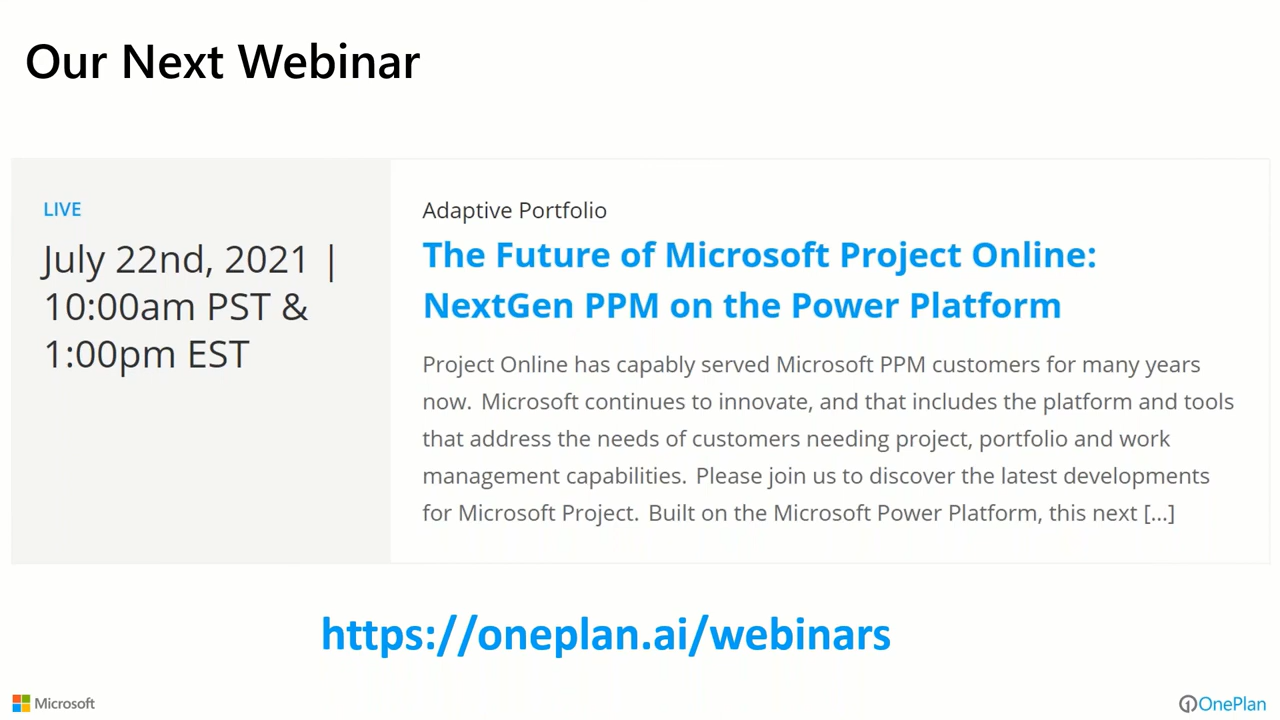 Our Next Webinar
LIVE
July 22nd, 2021 |
10:00am PST &
1:00pm EST
Adaptive Portfolio
The Future of Microsoft Project Online:
NextGen PPM on the Power Platform
Project Online has capably served Microsoft PPM customers for many years
now. Microsoft continues to innovate, and that includes the platform and tools
that address the needs of customers needing project, portfolio and work
management capabilities. Please join us to discover the latest developments
for Microsoft Project. Built on the Microsoft Power Platform, this next [...]
https://oneplan.ai/webinars
Microsoft
OnePlan